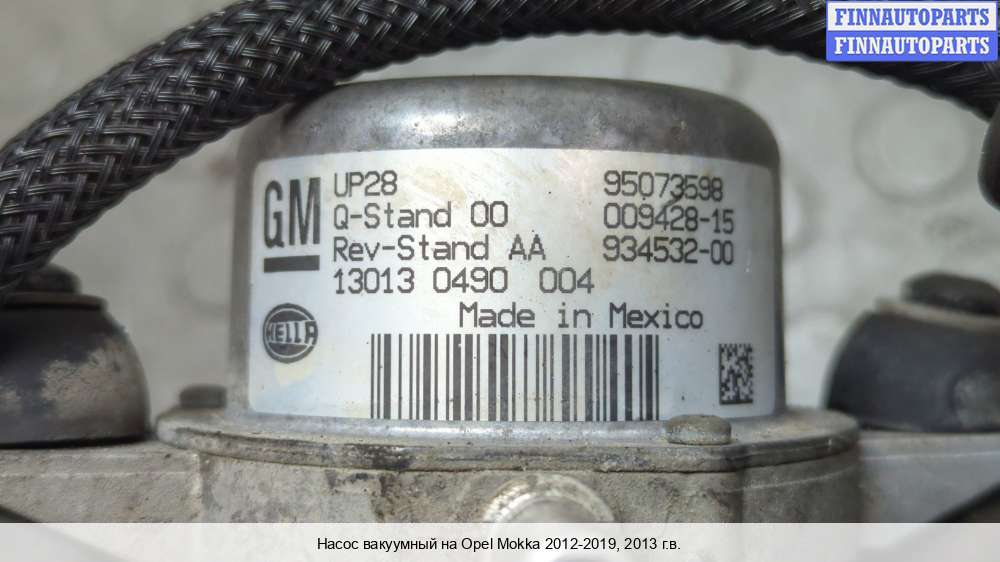 FINNAUTOPARTS
FINNAUTOPARTS
GM
UP28 95073598
Q-Stand 00 009428-15
Rev-Stand AA 934532-00
13013 0490 004
Made in Mexico
HELLA
Насос вакуумный на Opel Mokka 2012-2019, 2013 г.в.